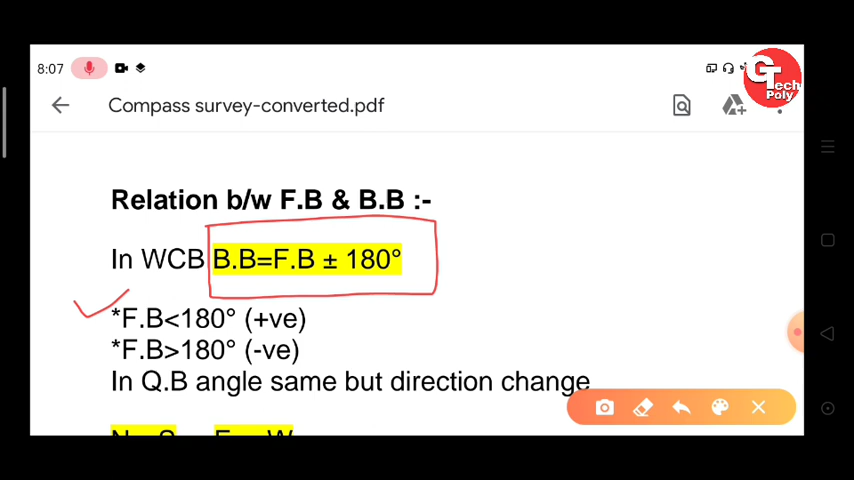 8:07
GTech Poly
Compass survey-converted.pdf
Relation b/w F.B & B.B :-
In WCB B.B=F.B ± 180°
*F.B<180° (+ve)
*F.B>180° (-ve)
In Q.B angle same but direction change